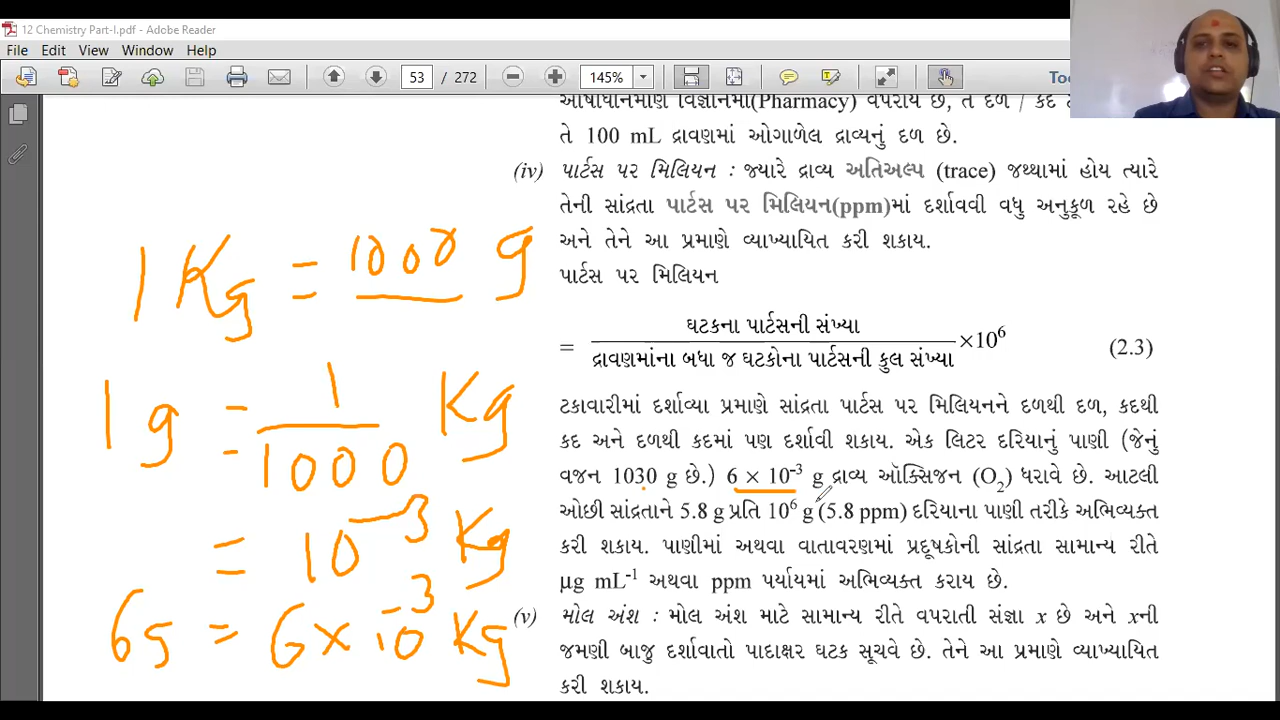 12 Chemistry Part-I.pdf - Adobe Reader
File Edit View Window Help
53 / 272 145% Too
ઔષધનિર્માણ વિજ્ઞાનમાં(Pharmacy) વપરાય છે, તે દળ / કદ
તે 100 mL દ્રાવણમાં ઓગાળેલ દ્રાવ્યનું દળ છે.
(iv) પાર્ટસ પર મિલિયન : જ્યારે દ્રાવ્ય અતિઅલ્પ (trace) જથ્થામાં હોય ત્યારે
તેની સાંદ્રતા પાર્ટસ પર મિલિયન(ppm)માં દર્શાવવી વધુ અનુકૂળ રહે છે
અને તેને આ પ્રમાણે વ્યાખ્યાયિત કરી શકાય.
પાર્ટસ પર મિલિયન
= ઘટકના પાર્ટસની સંખ્યા / દ્રાવણમાંના બધા જ ઘટકોના પાર્ટસની કુલ સંખ્યા ×10⁶ (2.3)
ટકાવારીમાં દર્શાવ્યા પ્રમાણે સાંદ્રતા પાર્ટસ પર મિલિયનને દળથી દળ, કદથી
કદ અને દળથી કદમાં પણ દર્શાવી શકાય. એક લિટર દરિયાનું પાણી (જેનું
વજન 1030 g છે.) 6 × 10⁻³ g દ્રાવ્ય ઑક્સિજન (O₂) ધરાવે છે. આટલી
ઓછી સાંદ્રતાને 5.8 g પ્રતિ 10⁶ g (5.8 ppm) દરિયાના પાણી તરીકે અભિવ્યક્ત
કરી શકાય. પાણીમાં અથવા વાતાવરણમાં પ્રદૂષકોની સાંદ્રતા સામાન્ય રીતે
μg mL⁻¹ અથવા ppm પર્યાયમાં અભિવ્યક્ત કરાય છે.
(v) મોલ અંશ : મોલ અંશ માટે સામાન્ય રીતે વપરાતી સંજ્ઞા x છે અને xની
જમણી બાજુ દર્શાવાતો પાદાક્ષર ઘટક સૂચવે છે. તેને આ પ્રમાણે વ્યાખ્યાયિત
કરી શકાય.
1 Kg = 1000 g
1 g = 1 / 1000 Kg
= 10⁻³ Kg
6g = 6 × 10⁻³ Kg